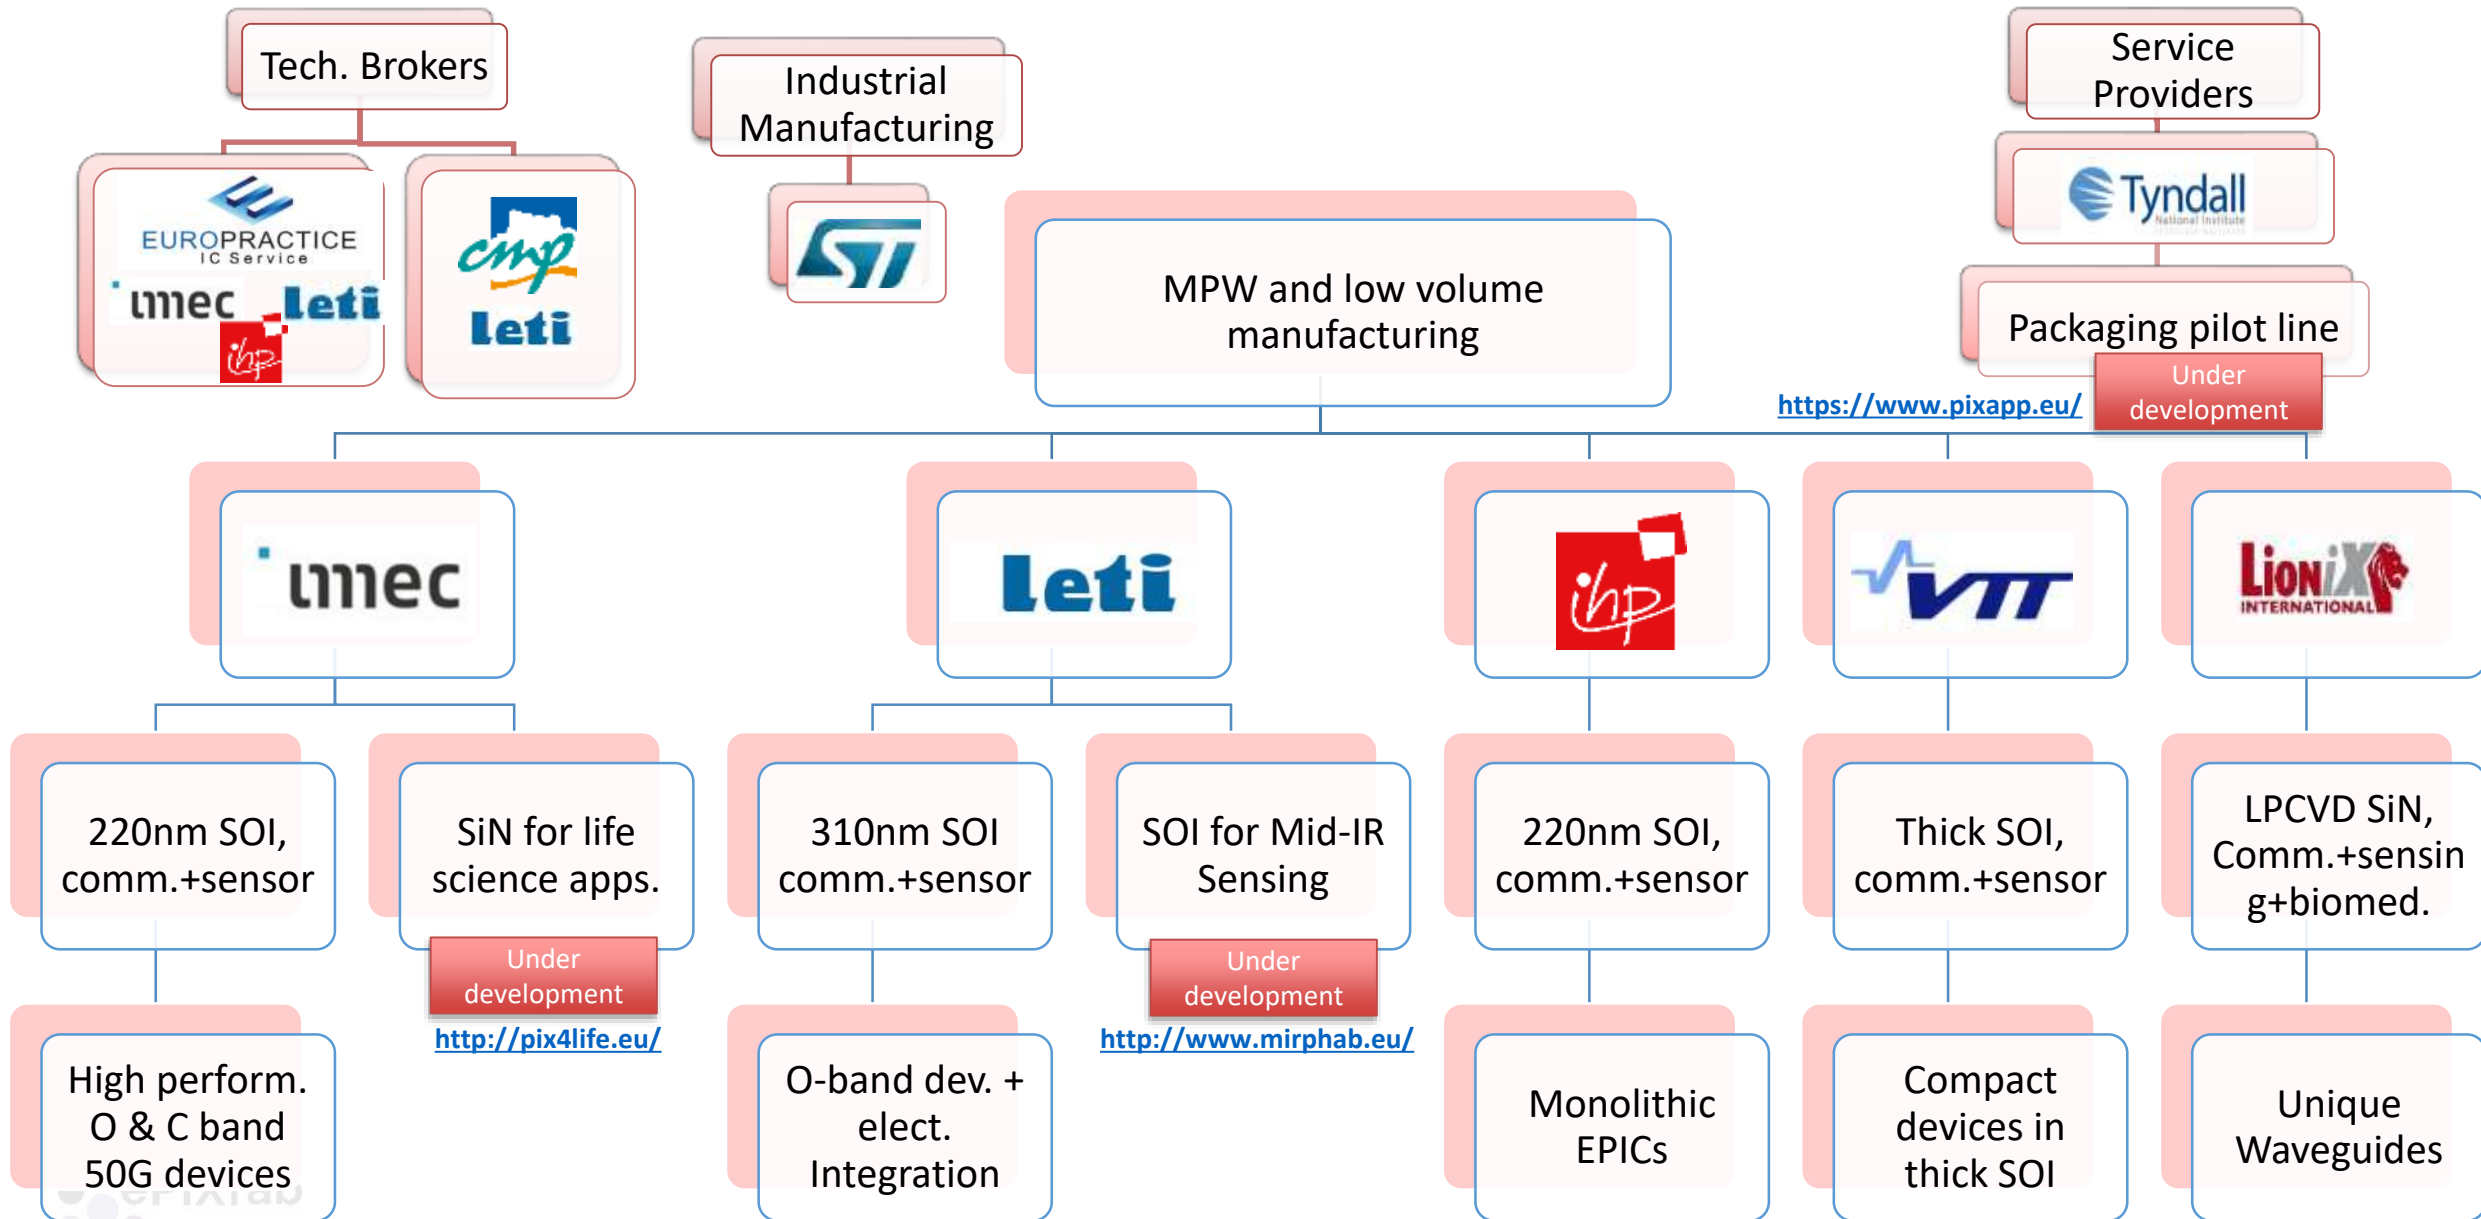 Tech. Brokers
EUROPRACTICE
IC Service
imec
leti
ihp
cmp
leti
Industrial
Manufacturing
ST
Service
Providers
Tyndall
National Institute
Packaging pilot line
Under
development
https://www.pixapp.eu/
MPW and low volume
manufacturing
imec
leti
ihp
VTT
LioniX
INTERNATIONAL
220nm SOI,
comm.+sensor
SiN for life
science apps.
Under
development
http://pix4life.eu/
310nm SOI
comm.+sensor
SOI for Mid-IR
Sensing
Under
development
http://www.mirphab.eu/
220nm SOI,
comm.+sensor
Thick SOI,
comm.+sensor
LPCVD SiN,
Comm.+sensin
g+biomed.
High perform.
O & C band
50G devices
O-band dev. +
elect.
Integration
Monolithic
EPICs
Compact
devices in
thick SOI
Unique
Waveguides
ePIXfab